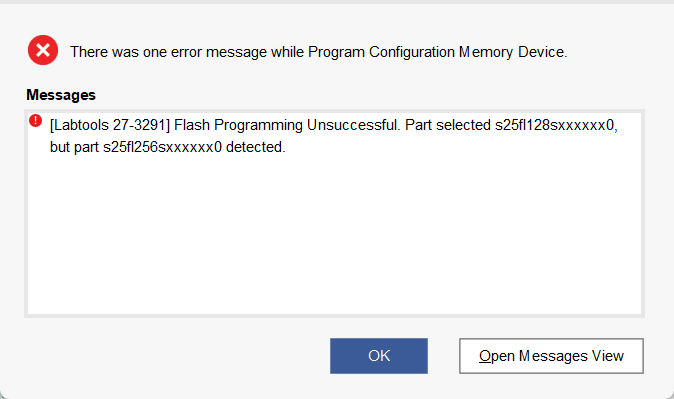 There was one error message while Program Configuration Memory Device.
Messages
[Labtools 27-3291] Flash Programming Unsuccessful. Part selected s25fl128sxxxxxx0,
but part s25fl256sxxxxxx0 detected.
OK
Open Messages View